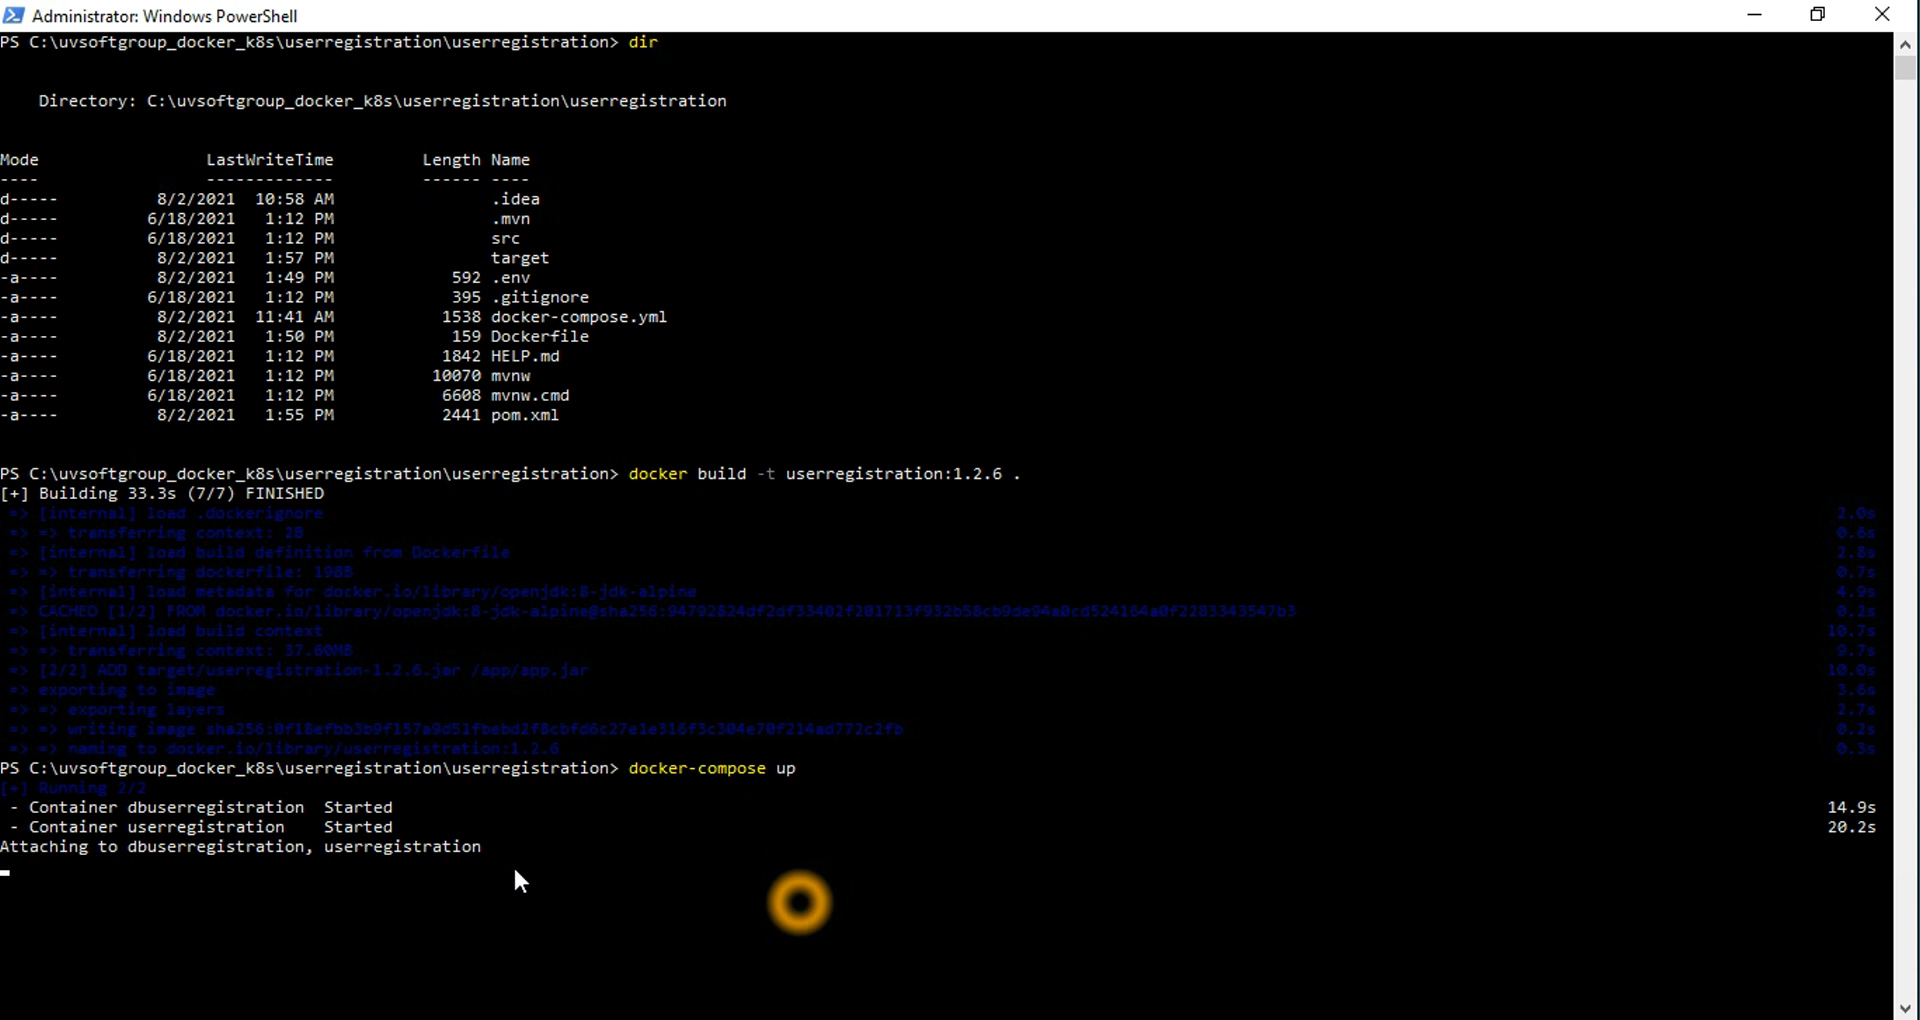 Administrator: Windows PowerShell
PS C:\uvsoftgroup_docker_k8s\userregistration\userregistration> dir
Directory: C:\uvsoftgroup_docker_k8s\userregistration\userregistration
Mode LastWriteTime Length Name
---- ------------- ------ ----
d----- 8/2/2021 10:58 AM .idea
d----- 6/18/2021 1:12 PM .mvn
d----- 6/18/2021 1:12 PM src
d----- 8/2/2021 1:57 PM target
-a---- 8/2/2021 1:49 PM 592 .env
-a---- 6/18/2021 1:12 PM 395 .gitignore
-a---- 8/2/2021 11:41 AM 1538 docker-compose.yml
-a---- 8/2/2021 1:50 PM 159 Dockerfile
-a---- 6/18/2021 1:12 PM 1842 HELP.md
-a---- 6/18/2021 1:12 PM 10070 mvnw
-a---- 6/18/2021 1:12 PM 6608 mvnw.cmd
-a---- 8/2/2021 1:55 PM 2441 pom.xml
PS C:\uvsoftgroup_docker_k8s\userregistration\userregistration> docker build -t userregistration:1.2.6 .
[+] Building 33.3s (7/7) FINISHED
=> [internal] load .dockerignore 2.0s
=> => transferring context: 2B 0.6s
=> [internal] load build definition from Dockerfile 2.8s
=> => transferring dockerfile: 198B 0.7s
=> [internal] load metadata for docker.io/library/openjdk:8-jdk-alpine 4.9s
=> CACHED [1/2] FROM docker.io/library/openjdk:8-jdk-alpine@sha256:94792824df2df33402f201713f932b58cb9de94a0cd524164a0f2283343547b3 0.2s
=> [internal] load build context 10.7s
=> => transferring context: 37.60MB 9.7s
=> [2/2] ADD target/userregistration-1.2.6.jar /app/app.jar 10.0s
=> exporting to image 3.6s
=> => exporting layers 2.7s
=> => writing image 0.2s
=> => naming to docker.io/library/userregistration:1.2.6 0.3s
PS C:\uvsoftgroup_docker_k8s\userregistration\userregistration> docker-compose up
[+] Running 2/2
- Container dbuserregistration Started 14.9s
- Container userregistration Started 20.2s
Attaching to dbuserregistration, userregistration